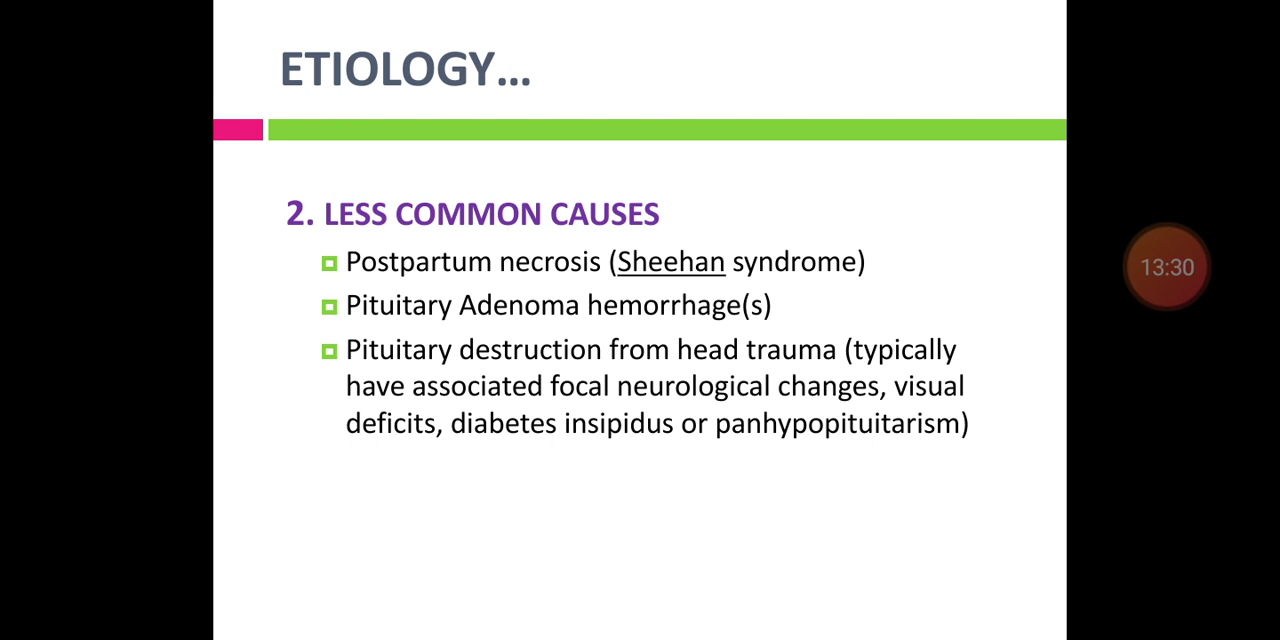 ETIOLOGY...
2. LESS COMMON CAUSES
Postpartum necrosis (Sheehan syndrome)
Pituitary Adenoma hemorrhage(s)
Pituitary destruction from head trauma (typically
have associated focal neurological changes, visual
deficits, diabetes insipidus or panhypopituitarism)
13:30